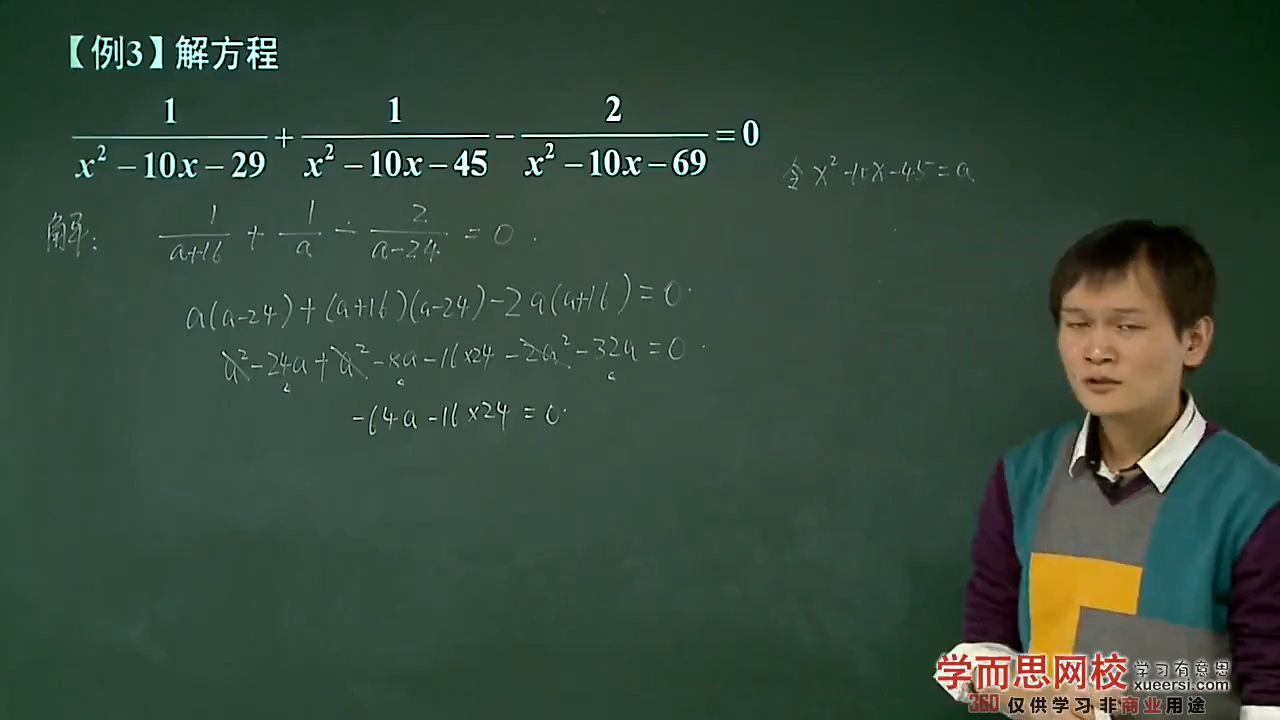 【例3】解方程
1/(x² − 10x − 29) + 1/(x² − 10x − 45) − 2/(x² − 10x − 69) = 0
令 x² - 10x - 45 = a
解: 1/(a+16) + 1/a - 2/(a-24) = 0.
a(a-24) + (a+16)(a-24) - 2a(a+16) = 0.
a² - 24a + a² - 8a - 16×24 - 2a² - 32a = 0.
-64a - 16×24 = 0.
学而思网校 学习有意思
xueersi.com
360 仅供学习非商业用途